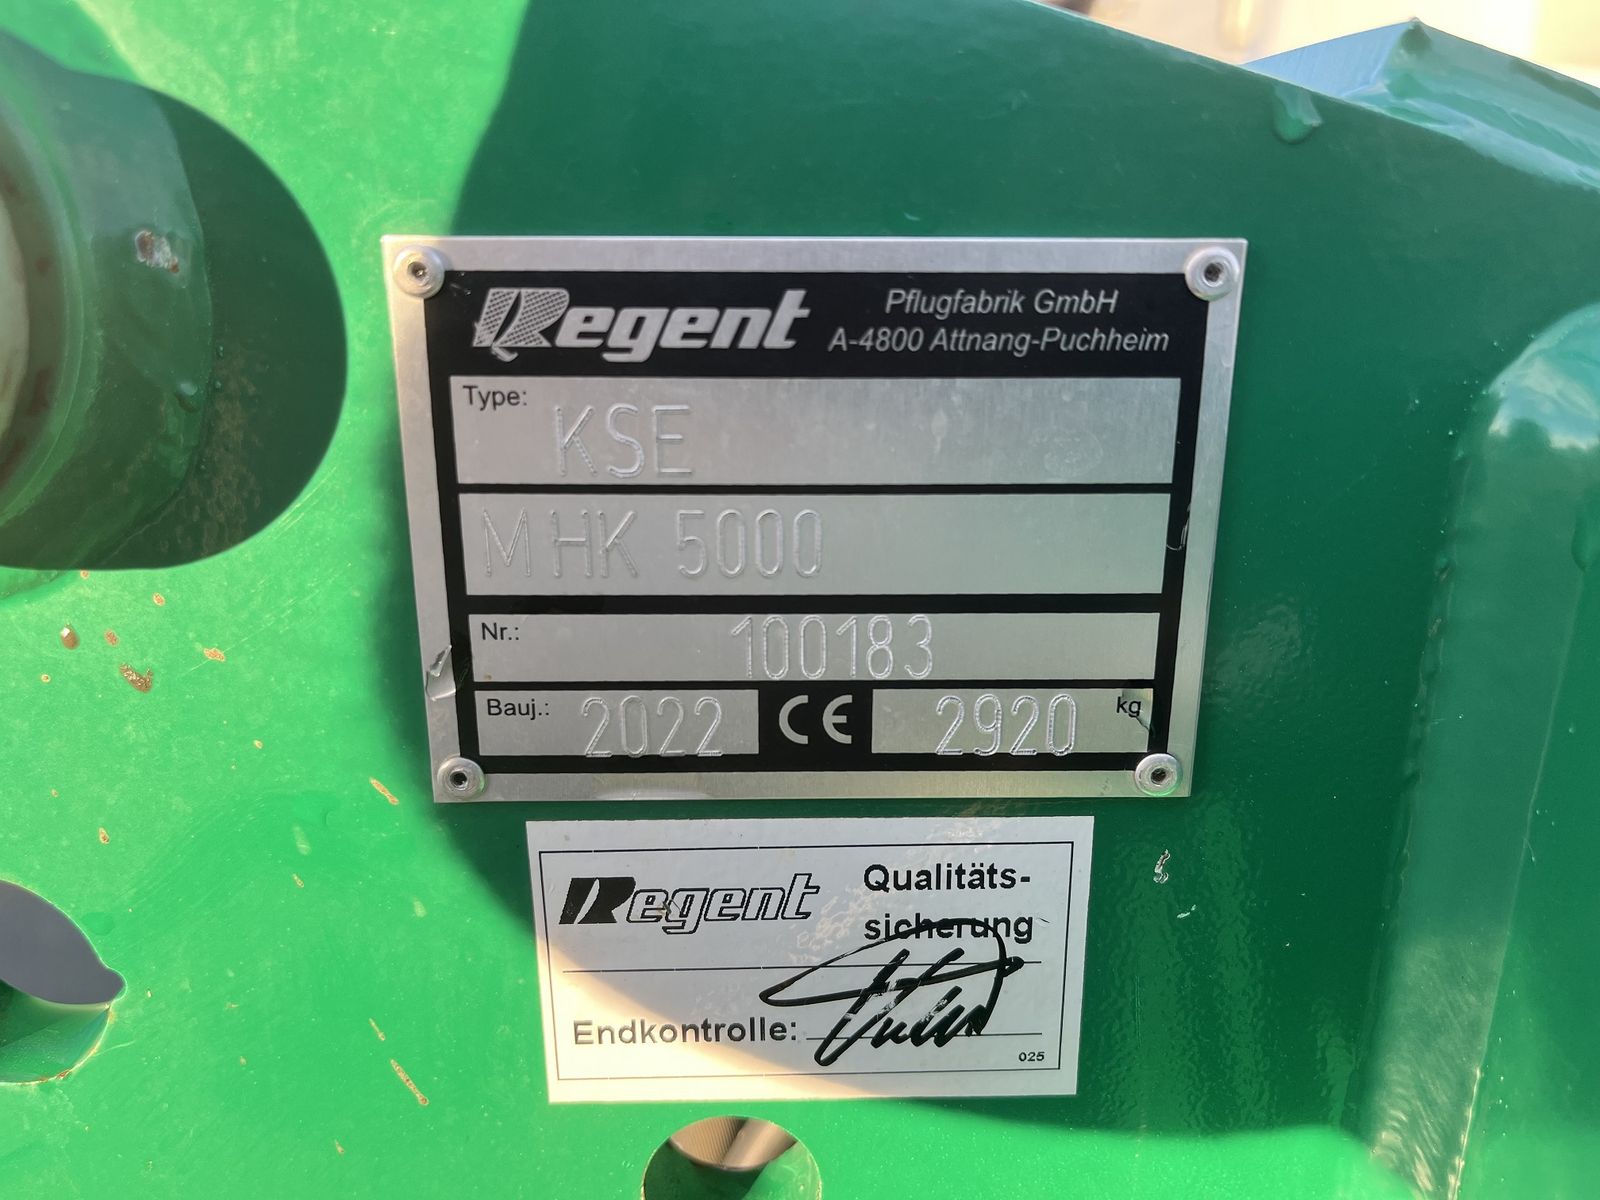 Regent
Pflugfabrik GmbH
A-4800 Attnang-Puchheim
Type: KSE
MHK 5000
Nr.: 100183
Bauj.: 2022 CE 2920 kg
Regent
Qualitäts-
sicherung
Endkontrolle:
025